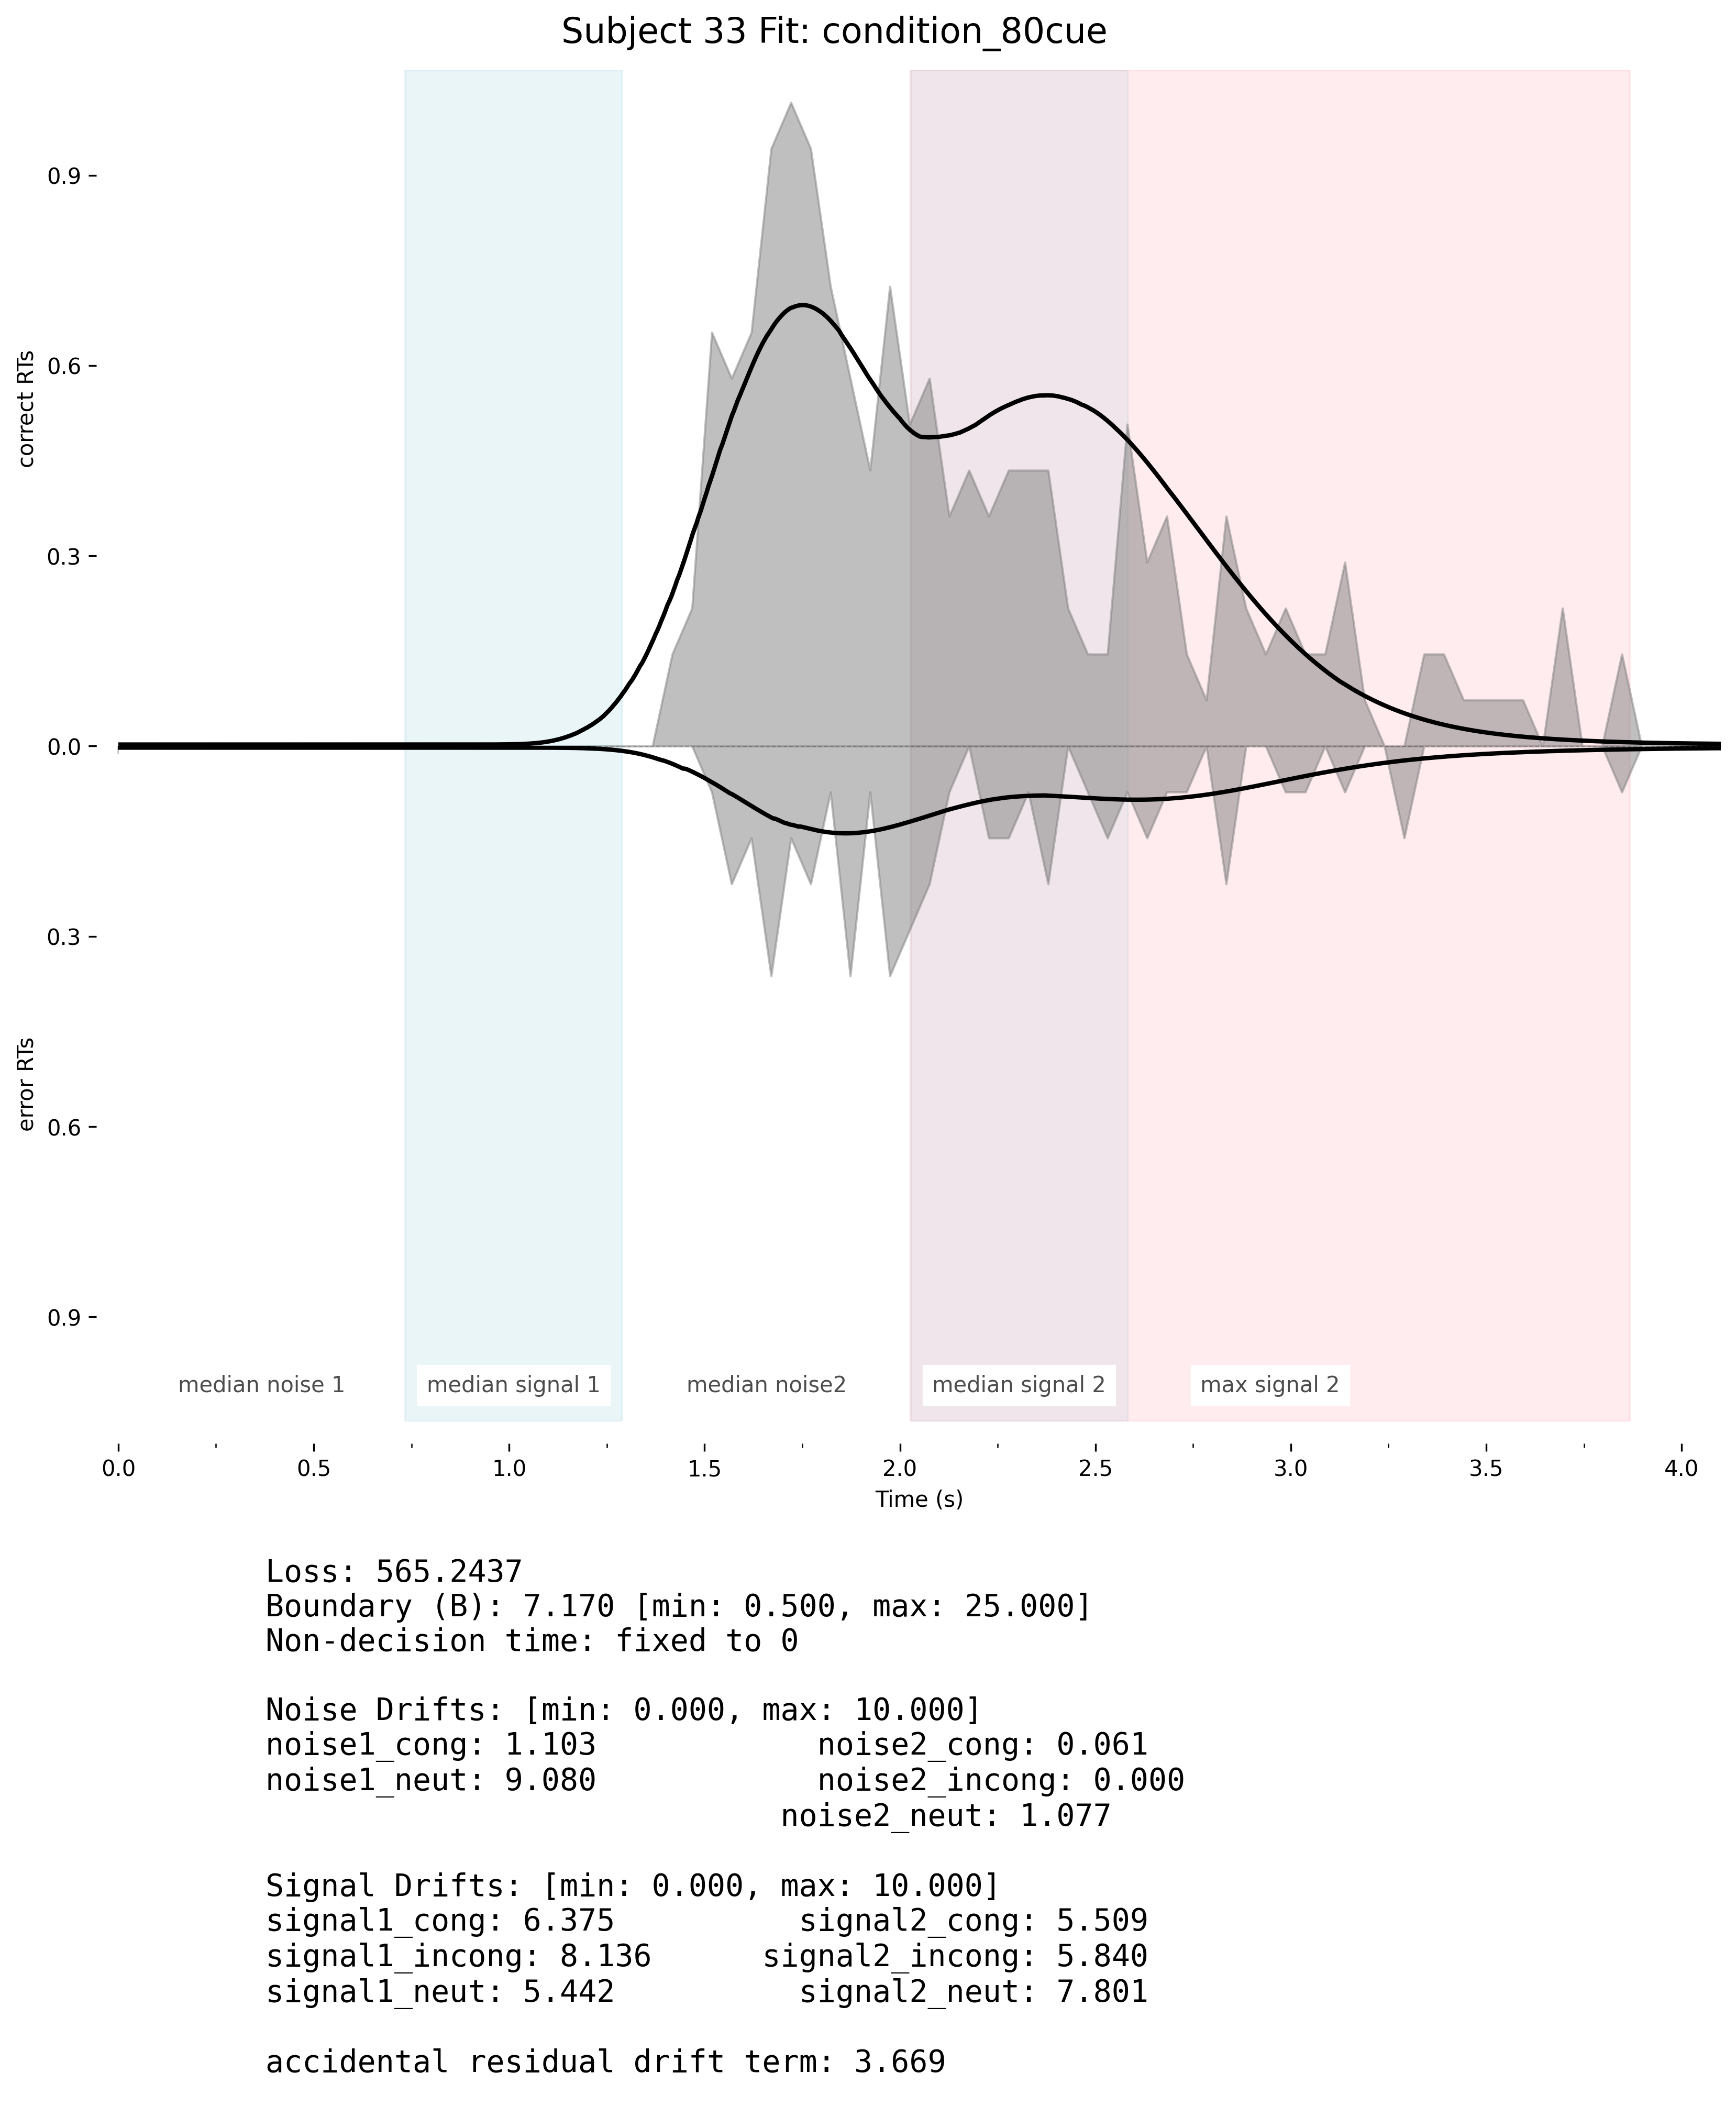 Subject 33 Fit: condition_80cue
0.9
0.6
0.3
0.0
0.3
0.6
0.9
correct RTs
error RTs
median noise 1 median signal 1 median noise2 median signal 2 max signal 2
0.0 0.5 1.0 1.5 2.0 2.5 3.0 3.5 4.0
Time (s)
Loss: 565.2437
Boundary (B): 7.170 [min: 0.500, max: 25.000]
Non-decision time: fixed to 0
Noise Drifts: [min: 0.000, max: 10.000]
noise1_cong: 1.103 noise2_cong: 0.061
noise1_neut: 9.080 noise2_incong: 0.000
noise2_neut: 1.077
Signal Drifts: [min: 0.000, max: 10.000]
signal1_cong: 6.375 signal2_cong: 5.509
signal1_incong: 8.136 signal2_incong: 5.840
signal1_neut: 5.442 signal2_neut: 7.801
accidental residual drift term: 3.669